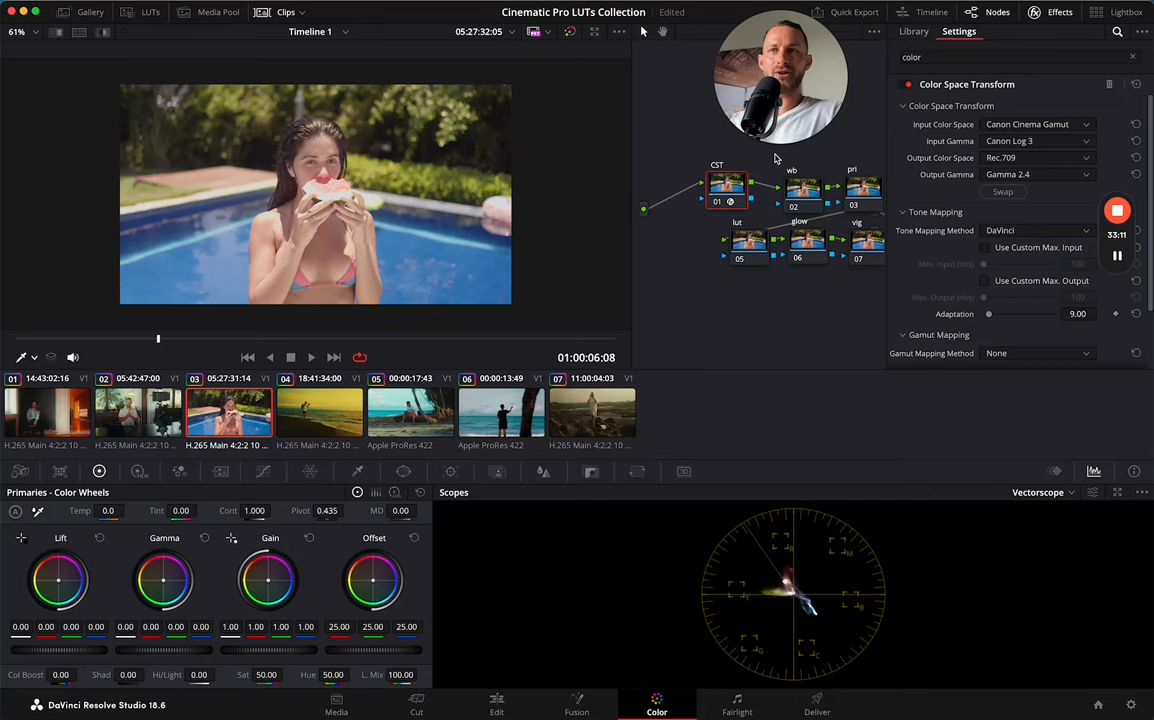 Gallery LUTs Media Pool Clips Cinematic Pro LUTs Collection Edited Quick Export Timeline Nodes Effects Lightbox
61% Timeline 1 05:27:32:05 Library Settings
color
Color Space Transform
Color Space Transform
Input Color Space Canon Cinema Gamut
Input Gamma Canon Log 3
Output Color Space Rec.709
Output Gamma Gamma 2.4
Swap
Tone Mapping
Tone Mapping Method DaVinci
Use Custom Max. Input
Max. Input (nits) 100
Use Custom Max. Output
Max. Output (nits) 100
Adaptation 9.00
Gamut Mapping
Gamut Mapping Method None
33:11
CST wb pri
01 02 03
lut glow vig
05 06 07
01:00:06:08
01 14:43:02:16 V1 02 05:42:47:00 V1 03 05:27:31:14 V1 04 18:41:34:00 V1 05 00:00:17:43 V1 06 00:00:13:49 V1 07 11:00:04:03 V1
H.265 Main 4:2:2 10 ... H.265 Main 4:2:2 10 ... H.265 Main 4:2:2 10 ... H.265 Main 4:2:2 10 ... Apple ProRes 422 Apple ProRes 422 H.265 Main 4:2:2 10 ...
Primaries - Color Wheels Scopes Vectorscope
Temp 0.0 Tint 0.00 Cont 1.000 Pivot 0.435 MD 0.00
Lift Gamma Gain Offset
0.00 0.00 0.00 0.00 0.00 0.00 0.00 0.00 1.00 1.00 1.00 1.00 25.00 25.00 25.00
Col Boost 0.00 Shad 0.00 Hi/Light 0.00 Sat 50.00 Hue 50.00 L. Mix 100.00
R M
Y B
G C
DaVinci Resolve Studio 18.6 Media Cut Edit Fusion Color Fairlight Deliver